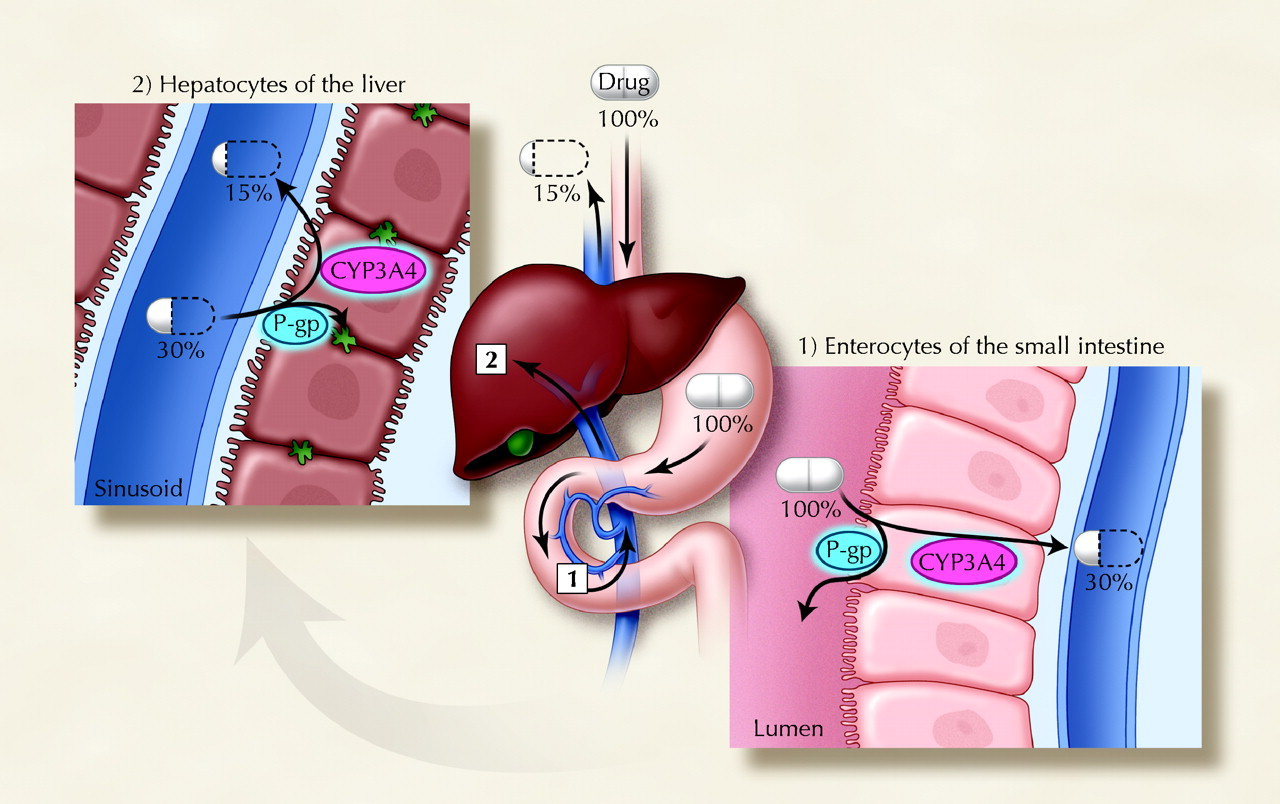 2) Hepatocytes of the liver
15%
CYP3A4
P-gp
30%
Sinusoid
Drug
100%
15%
2
100%
1
1) Enterocytes of the small intestine
100%
P-gp
CYP3A4
30%
Lumen